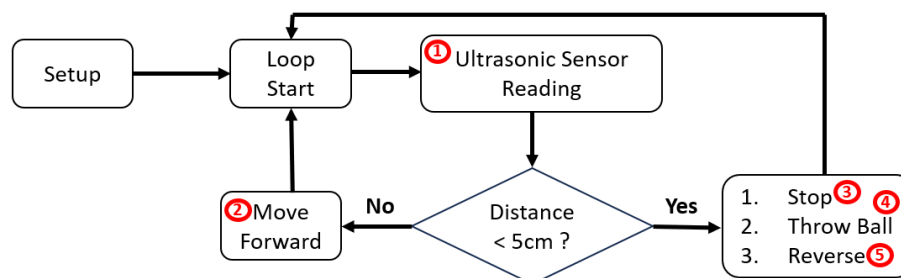 Setup
Loop
Start
1 Ultrasonic Sensor
Reading
Distance
< 5cm ?
No
2 Move
Forward
Yes
1. Stop 3
4
2. Throw Ball
3. Reverse 5